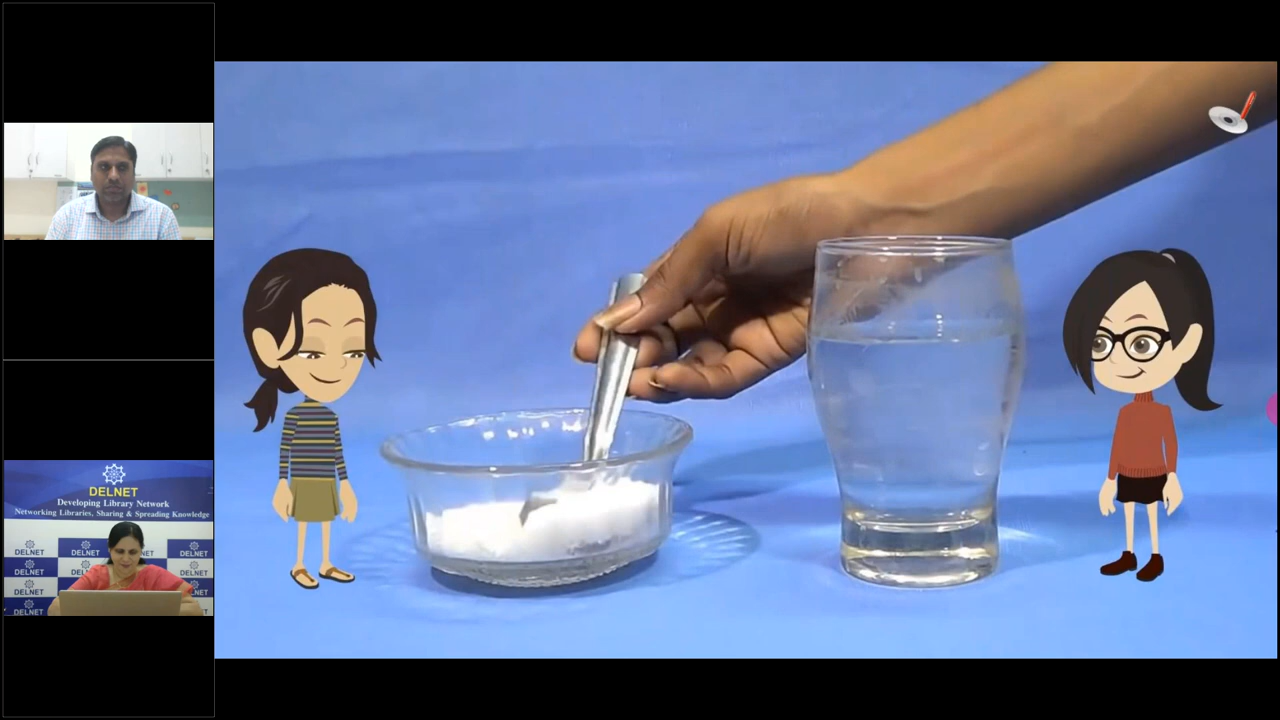 DELNET
Developing Library Network
Networking Libraries, Sharing & Spreading Knowledge
DELNET
DELNET
DELNET
DELNET
DELNET
DELNET
DELNET
DELNET